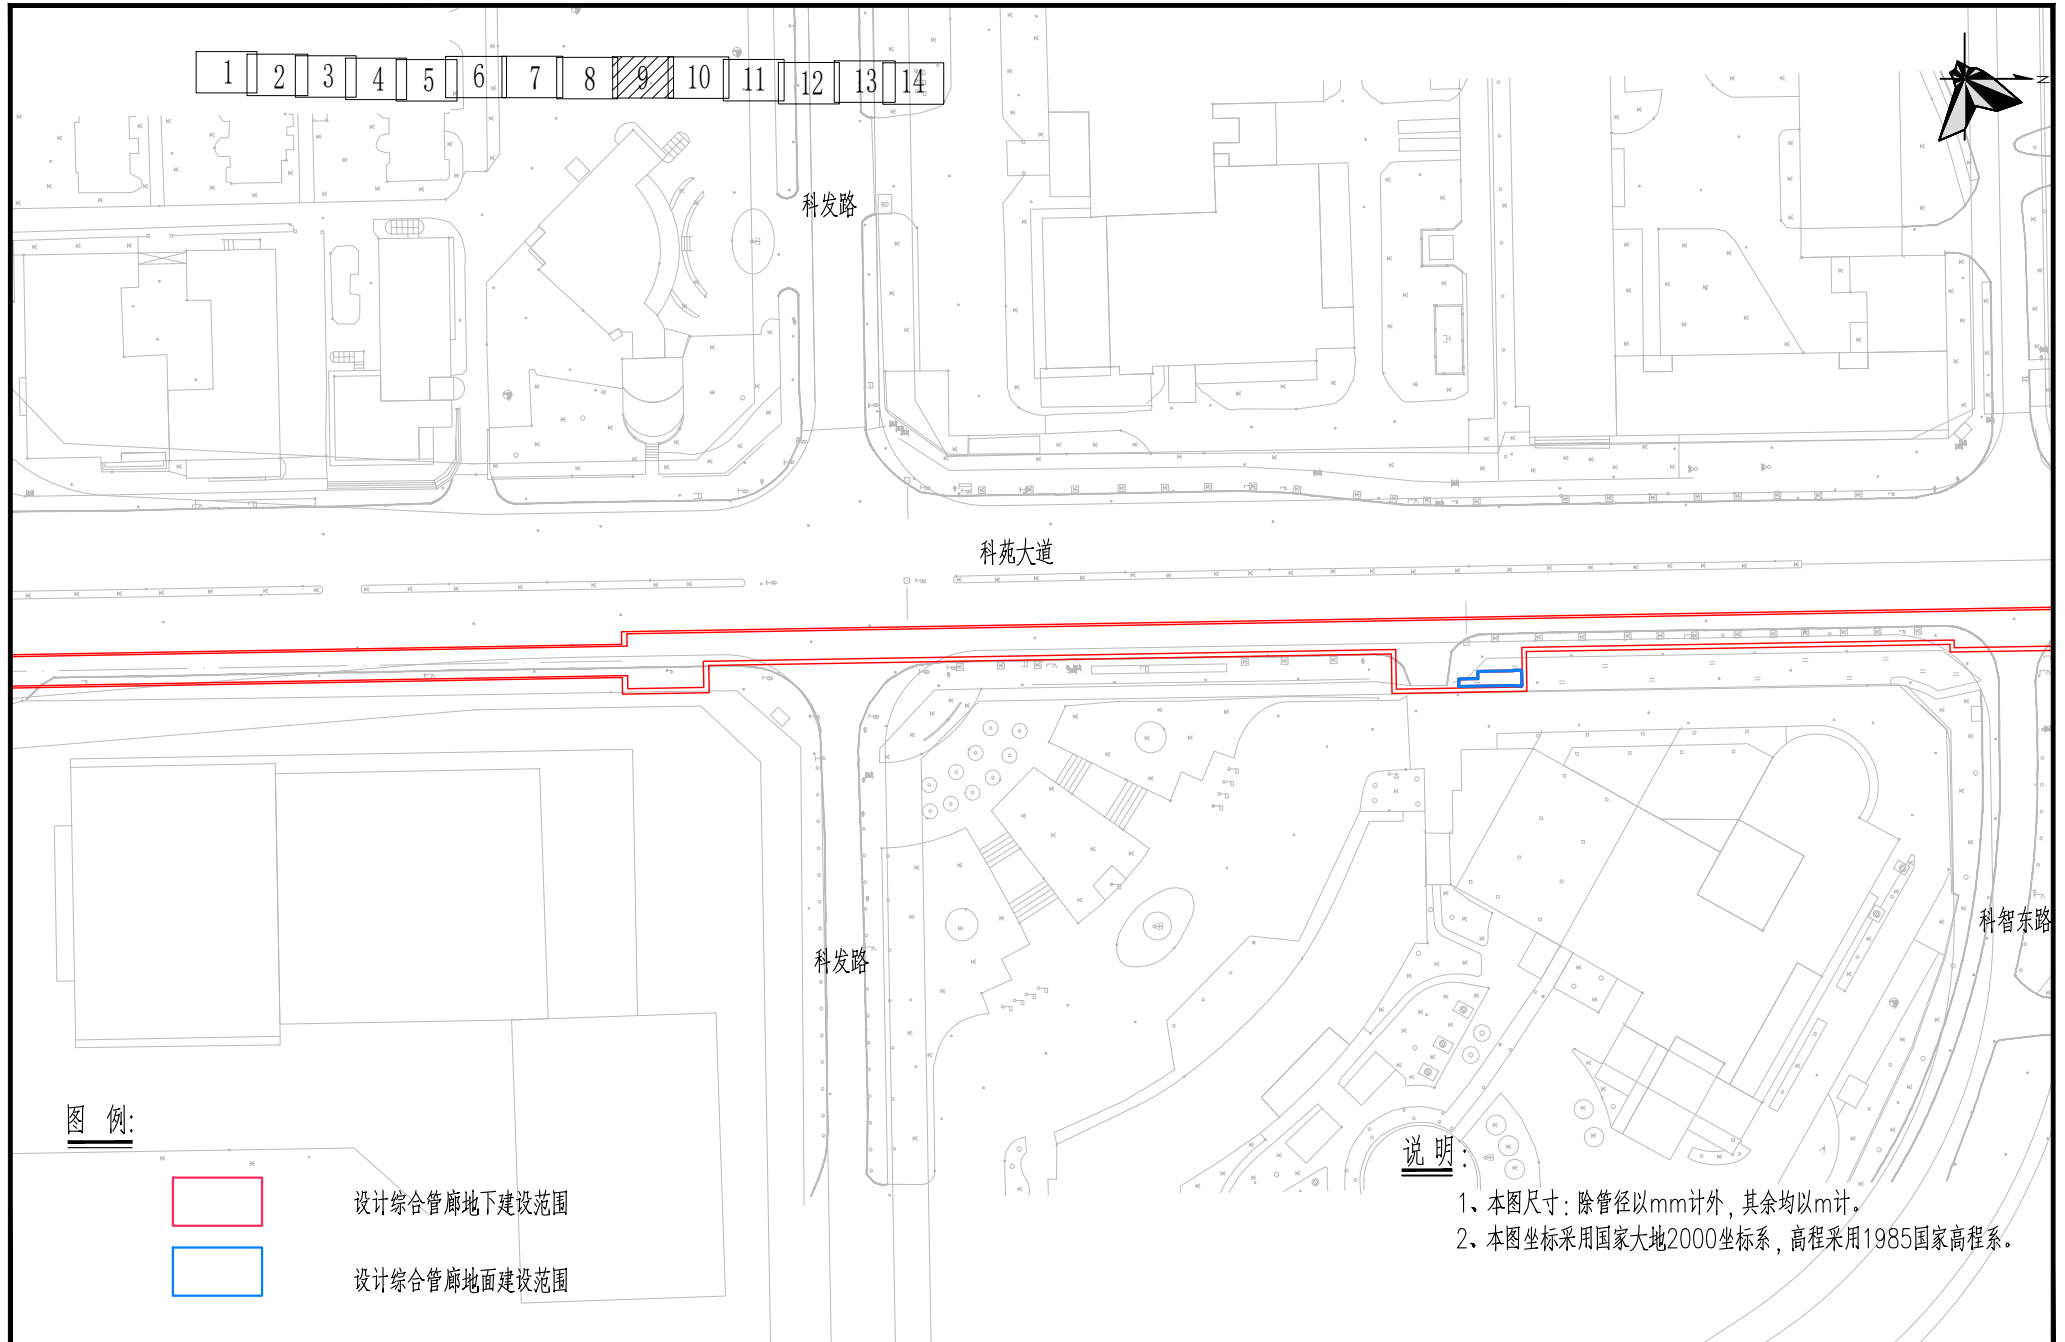 1 2 3 4 5 6 7 8 9 10 11 12 13 14
N
科发路
科苑大道
科智东路
科发路
图 例:
设计综合管廊地下建设范围
设计综合管廊地面建设范围
说 明:
1、本图尺寸:除管径以mm计外,其余均以m计。
2、本图坐标采用国家大地2000坐标系,高程采用1985国家高程系。